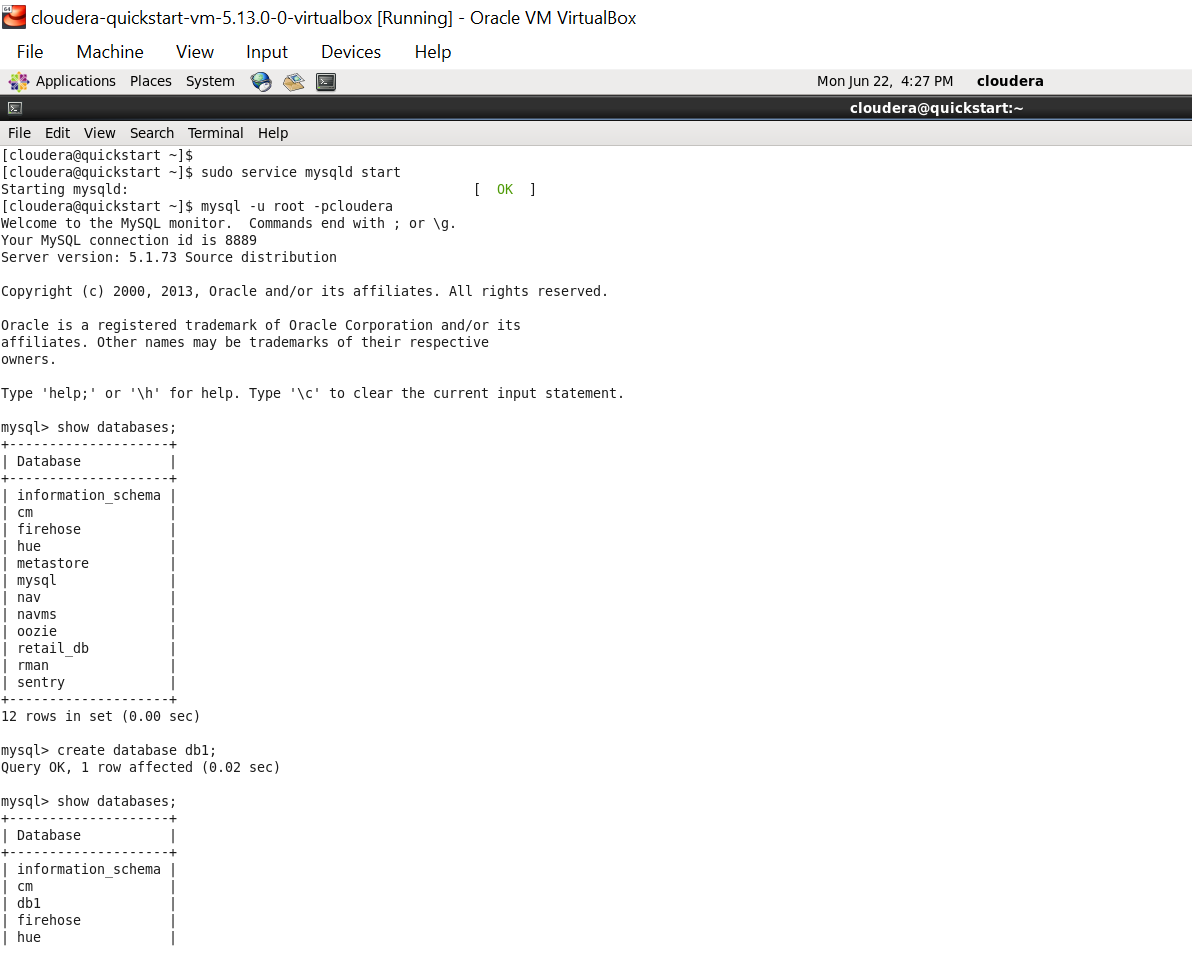 cloudera-quickstart-vm-5.13.0-0-virtualbox [Running] - Oracle VM VirtualBox
File Machine View Input Devices Help
Applications Places System Mon Jun 22, 4:27 PM cloudera
cloudera@quickstart:~
File Edit View Search Terminal Help
[cloudera@quickstart ~]$
[cloudera@quickstart ~]$ sudo service mysqld start
Starting mysqld:                                           [  OK  ]
[cloudera@quickstart ~]$ mysql -u root -pcloudera
Welcome to the MySQL monitor.  Commands end with ; or \g.
Your MySQL connection id is 8889
Server version: 5.1.73 Source distribution
Copyright (c) 2000, 2013, Oracle and/or its affiliates. All rights reserved.
Oracle is a registered trademark of Oracle Corporation and/or its
affiliates. Other names may be trademarks of their respective
owners.
Type 'help;' or '\h' for help. Type '\c' to clear the current input statement.
mysql> show databases;
+--------------------+
| Database           |
+--------------------+
| information_schema |
| cm                 |
| firehose           |
| hue                |
| metastore          |
| mysql              |
| nav                |
| navms              |
| oozie              |
| retail_db          |
| rman               |
| sentry             |
+--------------------+
12 rows in set (0.00 sec)
mysql> create database db1;
Query OK, 1 row affected (0.02 sec)
mysql> show databases;
+--------------------+
| Database           |
+--------------------+
| information_schema |
| cm                 |
| db1                |
| firehose           |
| hue                |